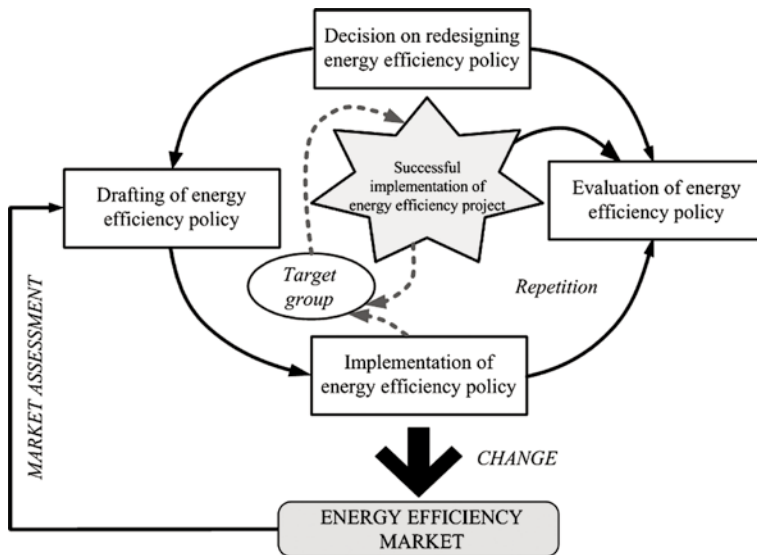 Decision on redesigning
energy efficiency policy
Successful
implementation of
energy efficiency project
Drafting of energy
efficiency policy
Evaluation of energy
efficiency policy
Target
group
Repetition
Implementation of
energy efficiency policy
MARKET ASSESSMENT
CHANGE
ENERGY EFFICIENCY
MARKET